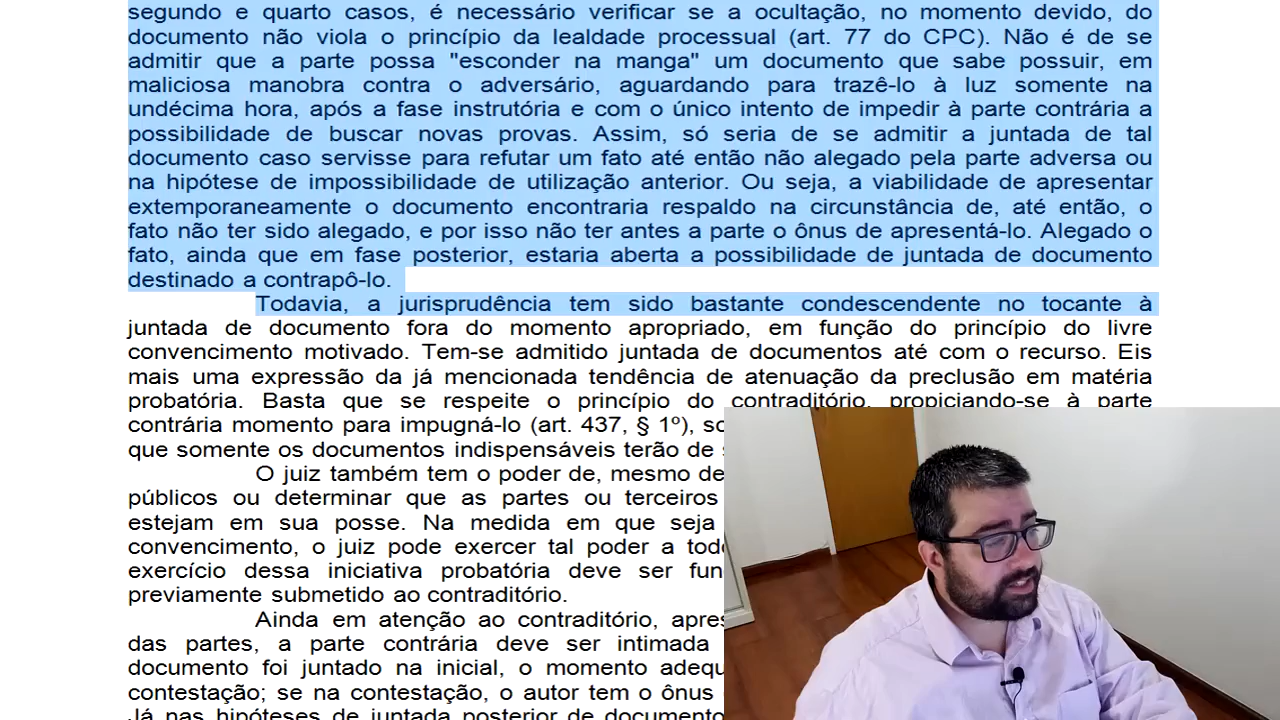 segundo e quarto casos, é necessário verificar se a ocultação, no momento devido, do
documento não viola o princípio da lealdade processual (art. 77 do CPC). Não é de se
admitir que a parte possa "esconder na manga" um documento que sabe possuir, em
maliciosa manobra contra o adversário, aguardando para trazê-lo à luz somente na
undécima hora, após a fase instrutória e com o único intento de impedir à parte contrária a
possibilidade de buscar novas provas. Assim, só seria de se admitir a juntada de tal
documento caso servisse para refutar um fato até então não alegado pela parte adversa ou
na hipótese de impossibilidade de utilização anterior. Ou seja, a viabilidade de apresentar
extemporaneamente o documento encontraria respaldo na circunstância de, até então, o
fato não ter sido alegado, e por isso não ter antes a parte o ônus de apresentá-lo. Alegado o
fato, ainda que em fase posterior, estaria aberta a possibilidade de juntada de documento
destinado a contrapô-lo.
Todavia, a jurisprudência tem sido bastante condescendente no tocante à
juntada de documento fora do momento apropriado, em função do princípio do livre
convencimento motivado. Tem-se admitido juntada de documentos até com o recurso. Eis
mais uma expressão da já mencionada tendência de atenuação da preclusão em matéria
probatória. Basta que se respeite o princípio do contraditório, propiciando-se à parte
contrária momento para impugná-lo (art. 437, § 1º),
que somente os documentos indispensáveis terão de
O juiz também tem o poder de, mesmo
públicos ou determinar que as partes ou terceiros
estejam em sua posse. Na medida em que seja
convencimento, o juiz pode exercer tal poder a
exercício dessa iniciativa probatória deve ser
previamente submetido ao contraditório.
Ainda em atenção ao contraditório,
das partes, a parte contrária deve ser intimada
documento foi juntado na inicial, o momento
contestação; se na contestação, o autor tem o ônus
Já nas hipóteses de juntada posterior de